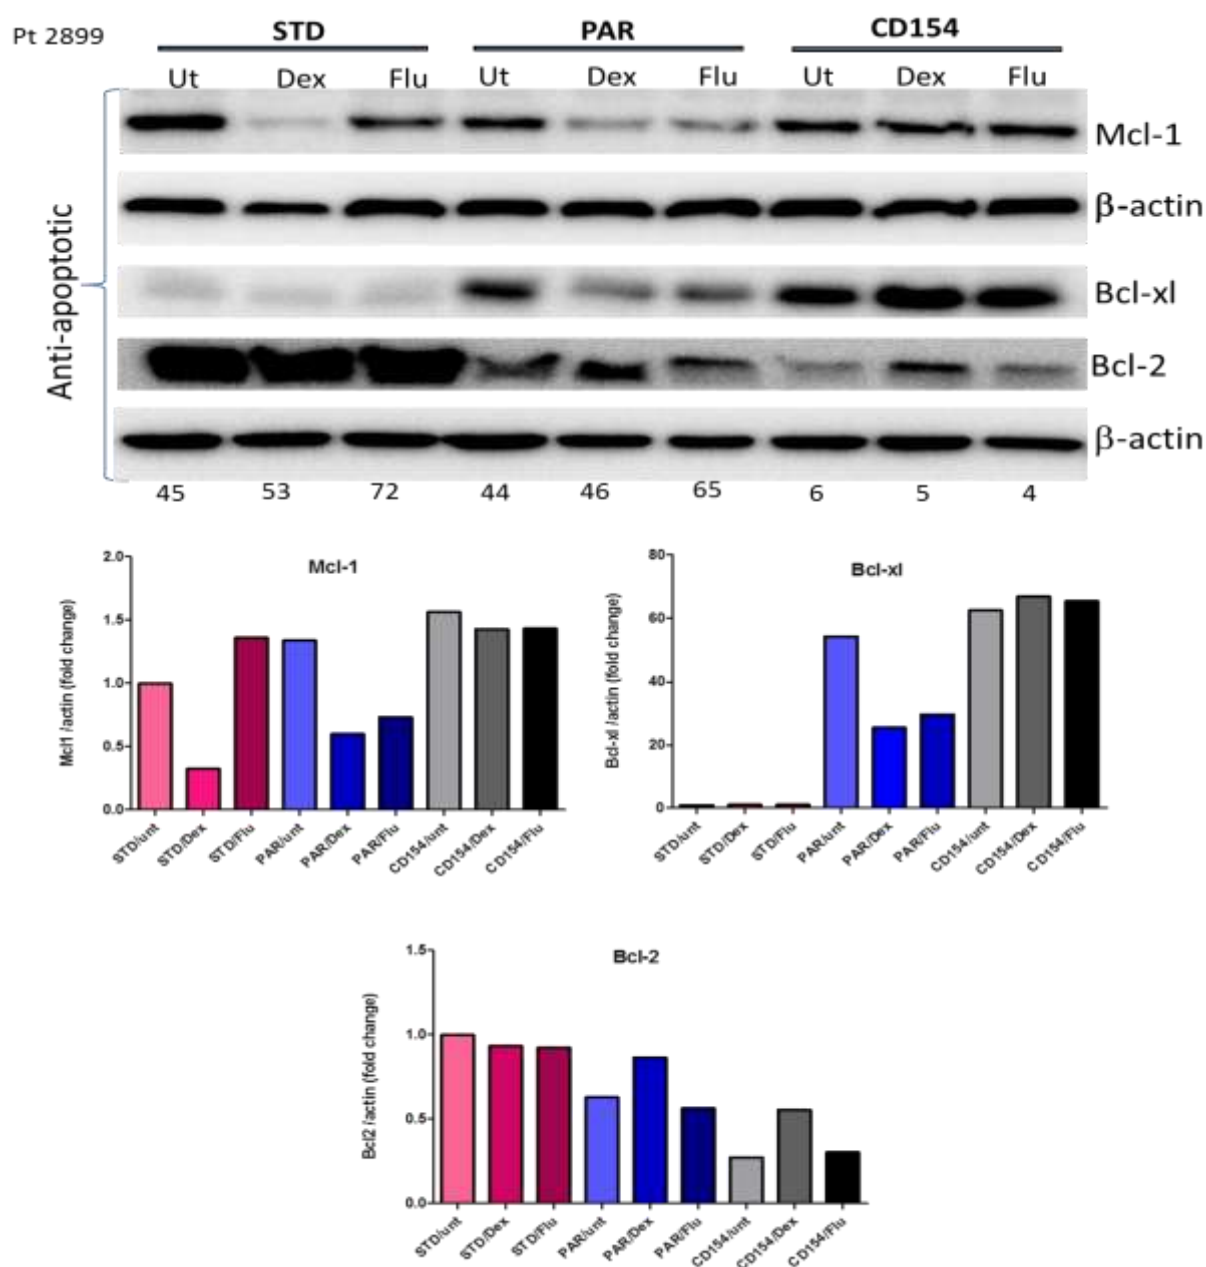 Pt 2899
STD PAR CD154
Ut Dex Flu Ut Dex Flu Ut Dex Flu
Mcl-1
β-actin
Bcl-xl
Bcl-2
β-actin
Anti-apoptotic
45 53 72 44 46 65 6 5 4
Mcl-1
Mcl1 /actin (fold change)
2.0
1.5
1.0
0.5
0.0
STD/unt STD/Dex STD/Flu PAR/unt PAR/Dex PAR/Flu CD154/unt CD154/Dex CD154/Flu
Bcl-xl
Bcl-xl /actin (fold change)
80
60
40
20
0
STD/unt STD/Dex STD/Flu PAR/unt PAR/Dex PAR/Flu CD154/unt CD154/Dex CD154/Flu
Bcl-2
Bcl2 /actin (fold change)
1.5
1.0
0.5
0.0
STD/unt STD/Dex STD/Flu PAR/unt PAR/Dex PAR/Flu CD154/unt CD154/Dex CD154/Flu